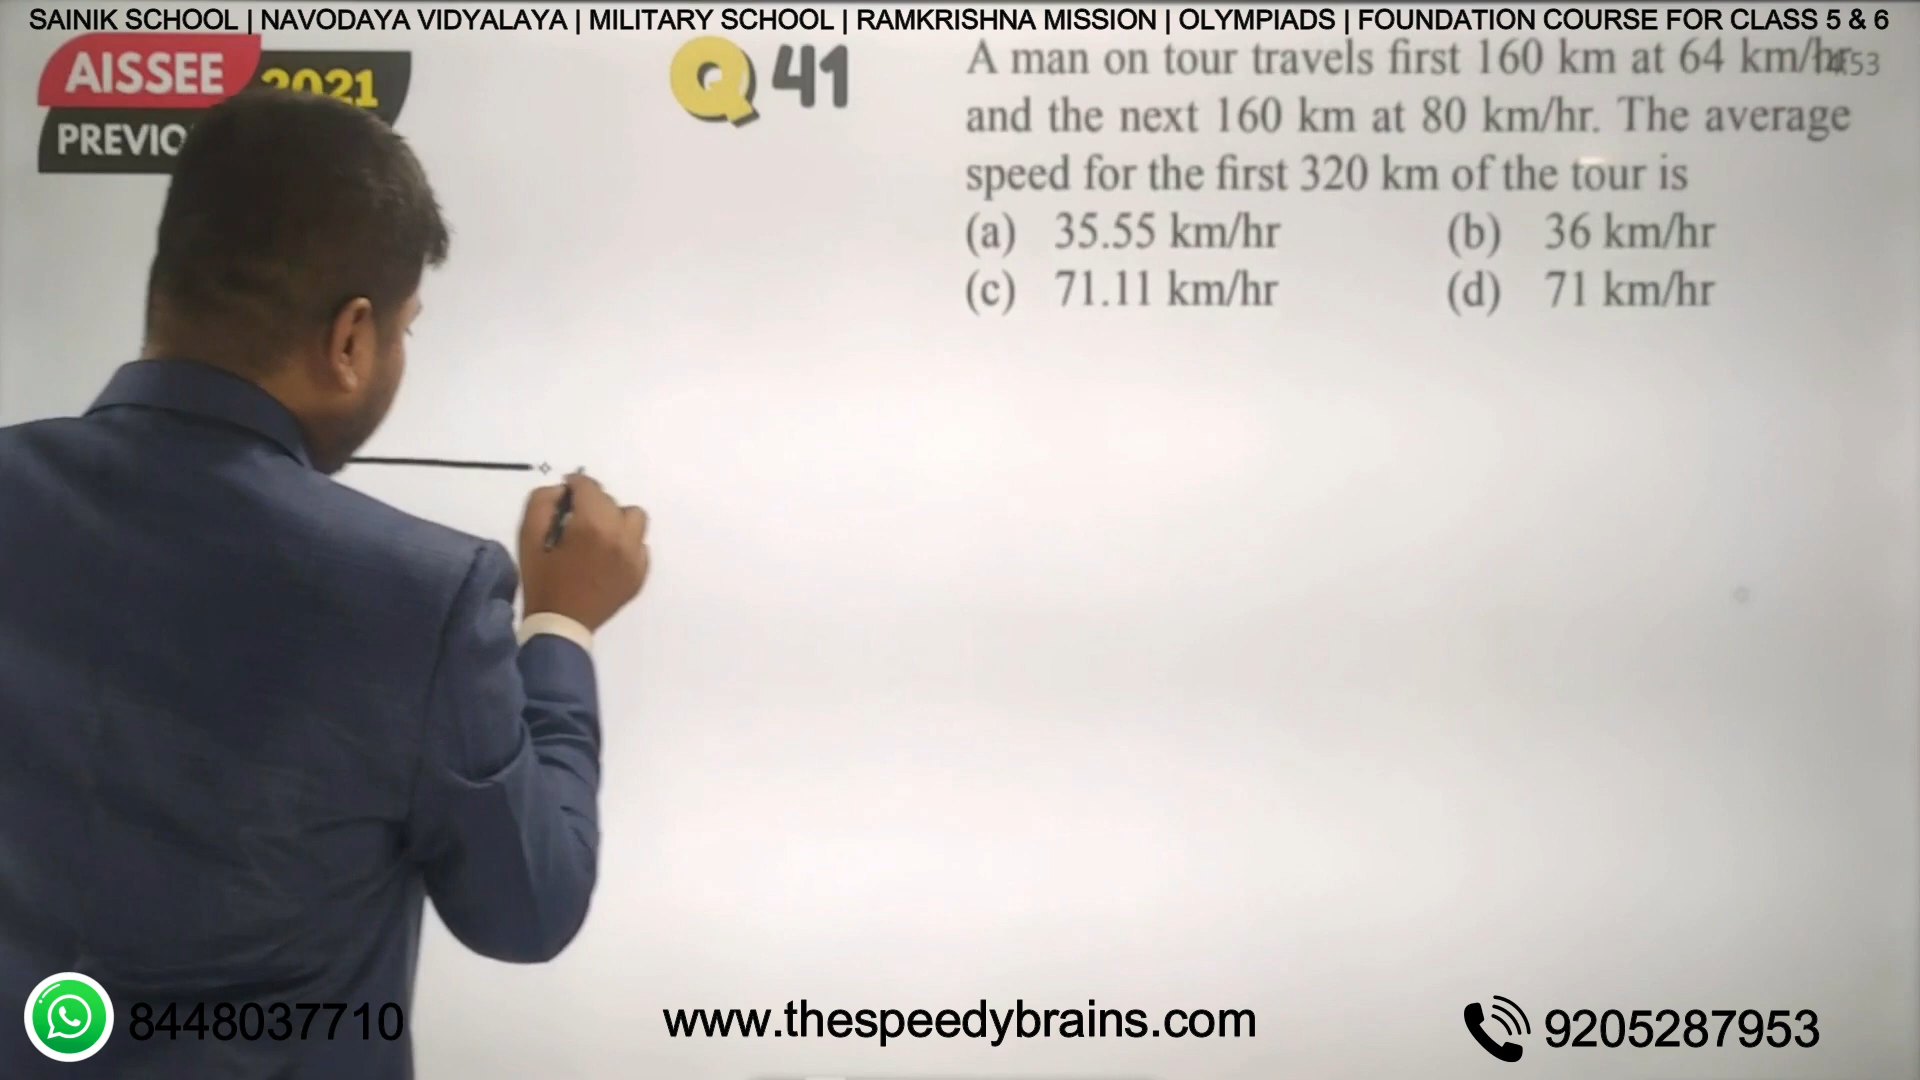 SAINIK SCHOOL | NAVODAYA VIDYALAYA | MILITARY SCHOOL | RAMKRISHNA MISSION | OLYMPIADS | FOUNDATION COURSE FOR CLASS 5 & 6
AISSEE
2021
PREVIO
Q 41
A man on tour travels first 160 km at 64 km/hr
and the next 160 km at 80 km/hr. The average
speed for the first 320 km of the tour is
(a) 35.55 km/hr (b) 36 km/hr
(c) 71.11 km/hr (d) 71 km/hr
8448037710
www.thespeedybrains.com
9205287953